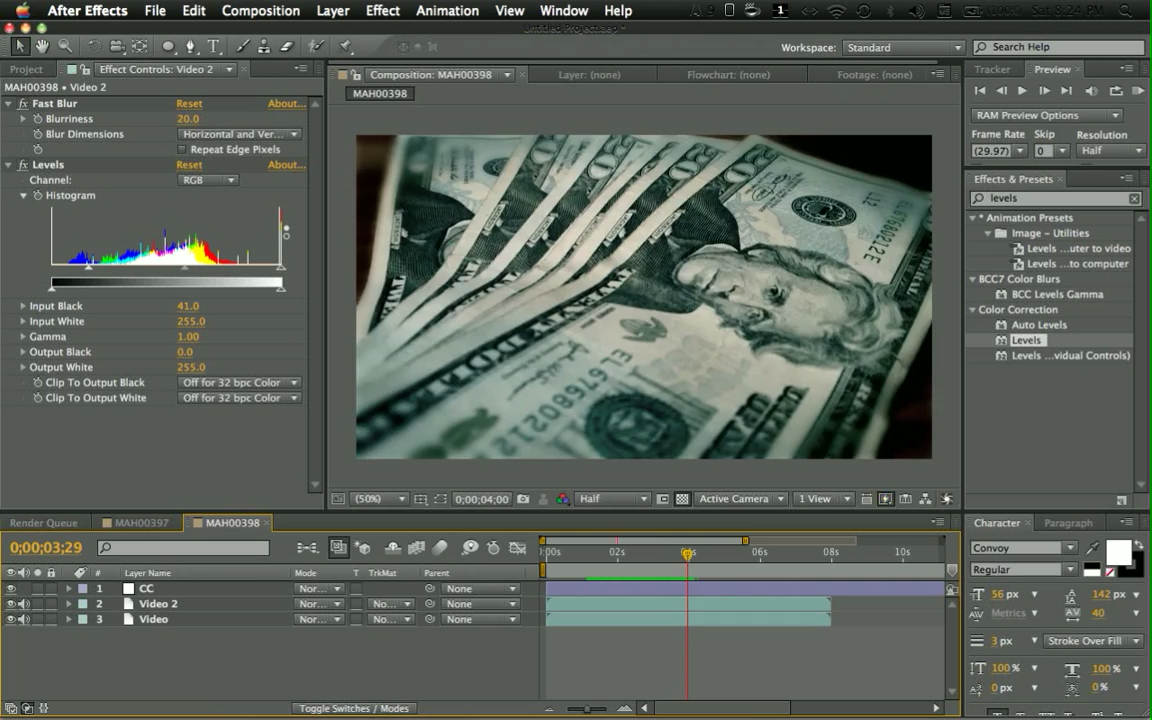 After Effects File Edit Composition Layer Effect Animation View Window Help 1 (100%) Sat 8:24 PM
Untitled Project.aep *
Workspace: Standard Search Help
Project Effect Controls: Video 2
MAH00398 • Video 2
fx Fast Blur Reset About...
Blurriness 20.0
Blur Dimensions Horizontal and Ver...
Repeat Edge Pixels
fx Levels Reset About...
Channel: RGB
Histogram
Input Black 41.0
Input White 255.0
Gamma 1.00
Output Black 0.0
Output White 255.0
Clip To Output Black Off for 32 bpc Color
Clip To Output White Off for 32 bpc Color
Composition: MAH00398 Layer: (none) Flowchart: (none) Footage: (none)
MAH00398
EL7680212E
EL76802
(50%) 0;00;04;00 Half Active Camera 1 View
Tracker Preview
RAM Preview Options
Frame Rate Skip Resolution
(29.97) 0 Half
Effects & Presets
levels
* Animation Presets
Image – Utilities
Levels ...uter to video
Levels ...to computer
BCC7 Color Blurs
BCC Levels Gamma
Color Correction
Auto Levels
Levels
Levels ...vidual Controls)
Render Queue MAH00397 MAH00398
0;00;03;29
# Layer Name Mode T TrkMat Parent
1 CC Nor... None
2 Video 2 Nor... No... None
3 Video Nor... No... None
:00s 02s 04s 06s 08s 10s
Toggle Switches / Modes
Character Paragraph
Convoy
Regular
56 px 142 px
Metrics 40
3 px Stroke Over Fill
100 % 100 %
0 px 0 %